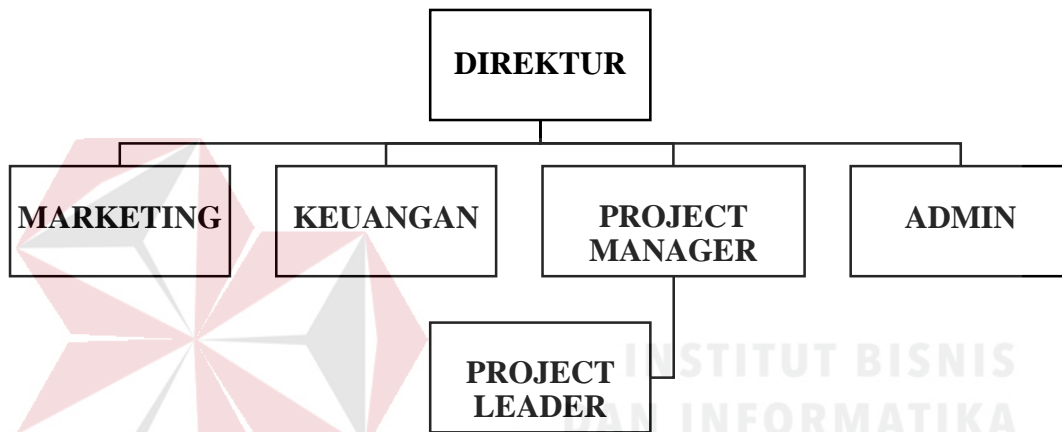 DIREKTUR
MARKETING
KEUANGAN
PROJECT
MANAGER
ADMIN
PROJECT
LEADER
INSTITUT BISNIS
DAN INFORMATIKA